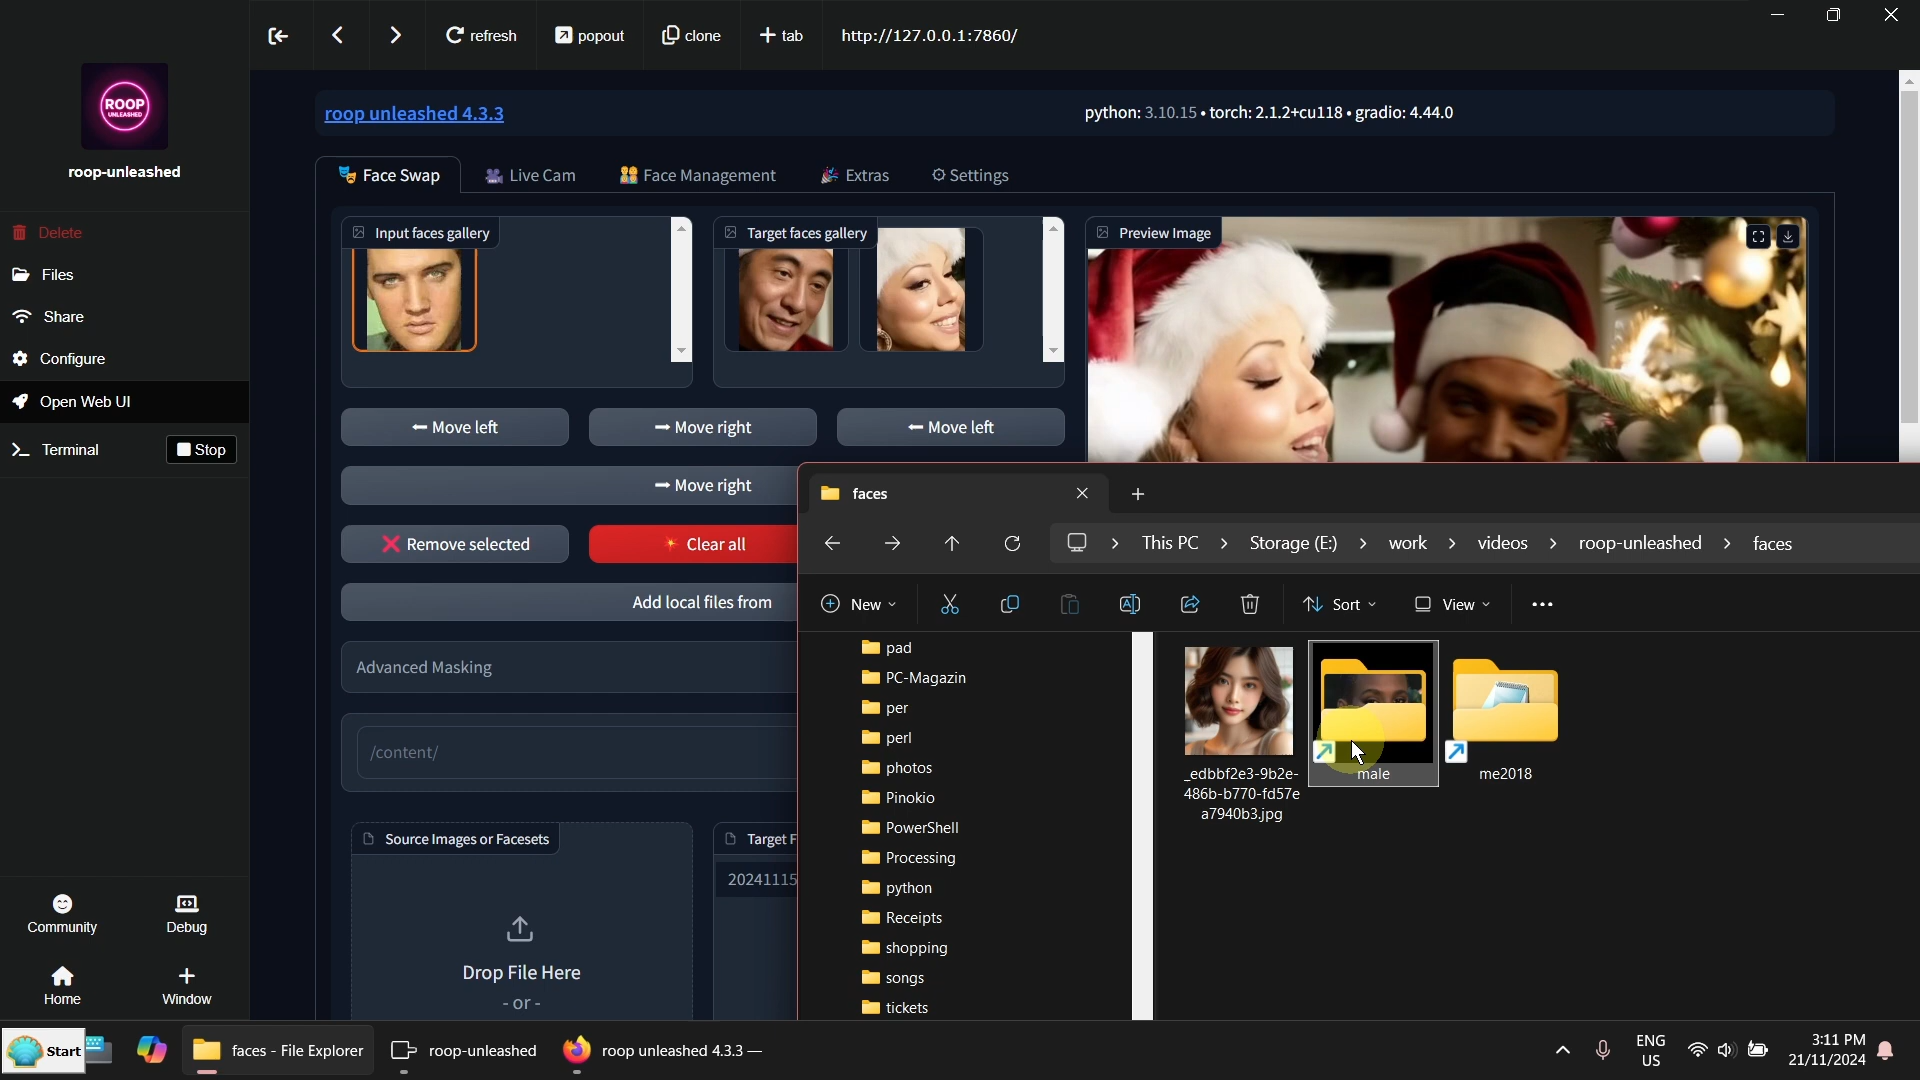 refresh
popout
clone
tab
http://127.0.0.1:7860/
ROOP
UNLEASHED
roop-unleashed
Delete
Files
Share
Configure
Open Web UI
Terminal
Stop
Community
Debug
Home
Window
roop unleashed 4.3.3
python: 3.10.15 • torch: 2.1.2+cu118 • gradio: 4.44.0
Face Swap
Live Cam
Face Management
Extras
Settings
Input faces gallery
Target faces gallery
Preview Image
Move left
Move right
Move left
Move right
Remove selected
Clear all
Add local files from
Advanced Masking
/content/
Source Images or Facesets
Target F
20241115
Drop File Here
- or -
faces
This PC
Storage (E:)
work
videos
roop-unleashed
faces
New
Sort
View
pad
PC-Magazin
per
perl
photos
Pinokio
PowerShell
Processing
python
Receipts
shopping
songs
tickets
_edbbf2e3-9b2e-
486b-b770-fd57e
a7940b3.jpg
male
me2018
Start
faces - File Explorer
roop-unleashed
roop unleashed 4.3.3 —
ENG
US
3:11 PM
21/11/2024